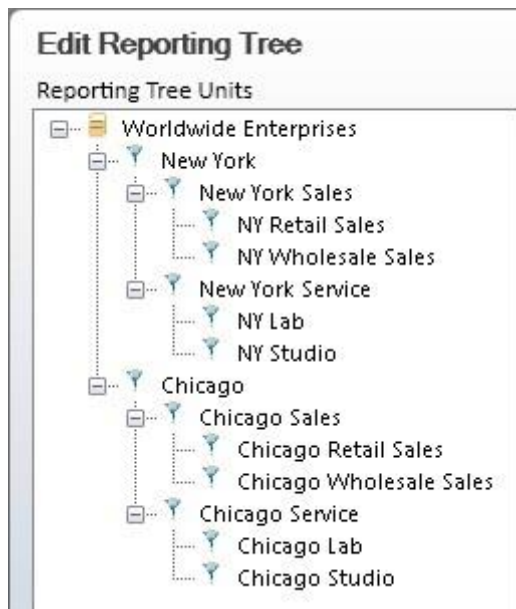 Edit Reporting Tree
Reporting Tree Units
Worldwide Enterprises
New York
New York Sales
NY Retail Sales
NY Wholesale Sales
New York Service
NY Lab
NY Studio
Chicago
Chicago Sales
Chicago Retail Sales
Chicago Wholesale Sales
Chicago Service
Chicago Lab
Chicago Studio